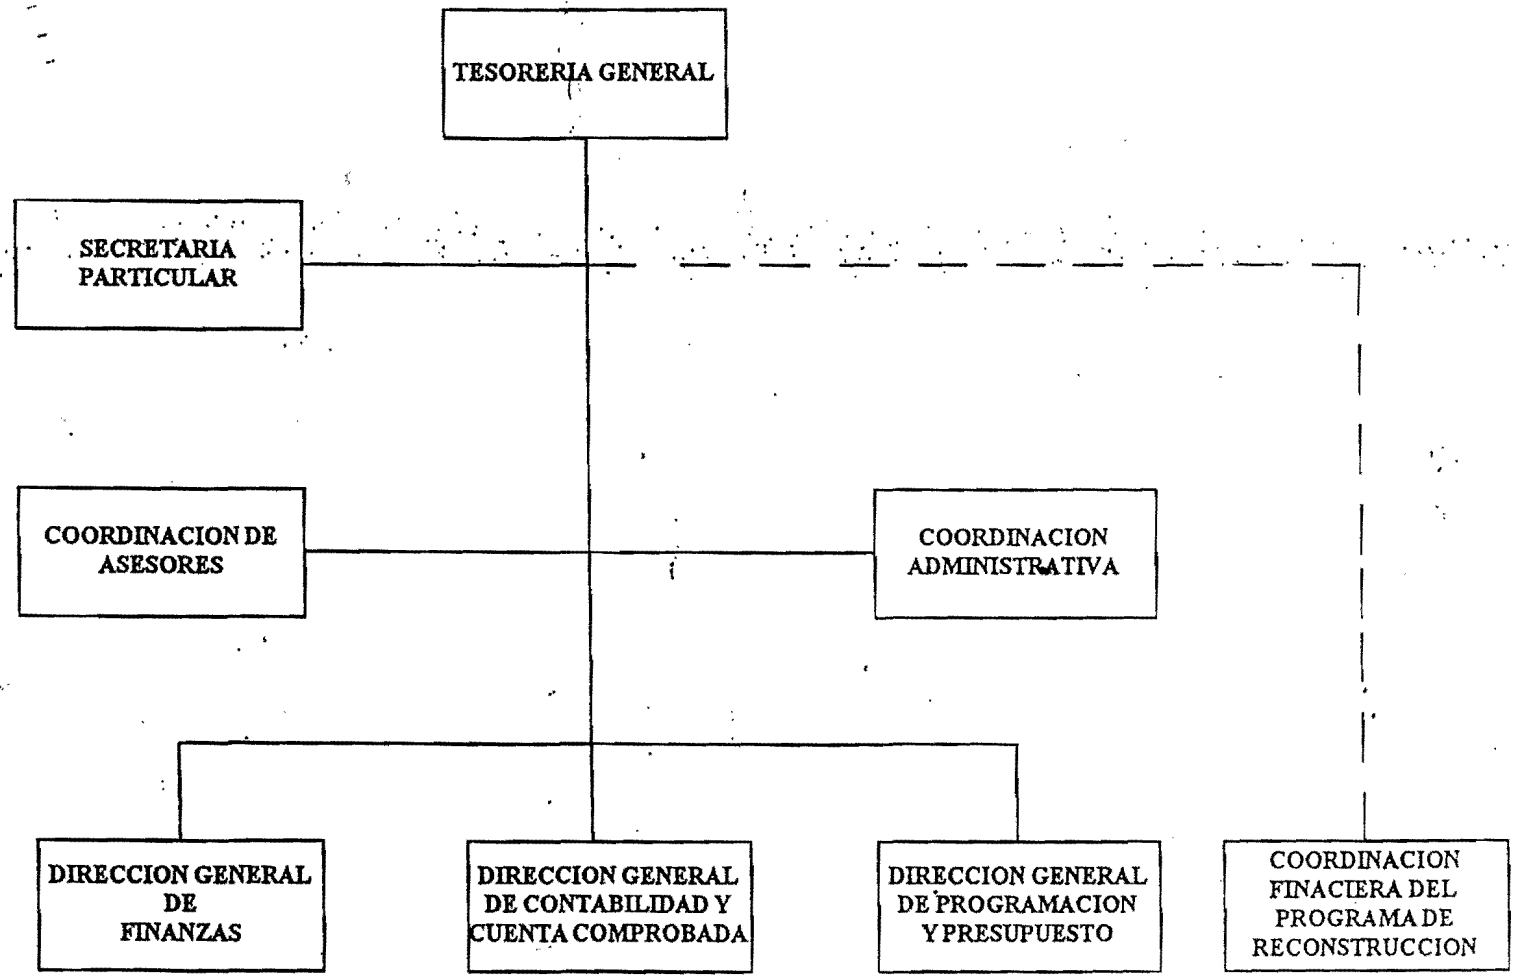 TESORERIA GENERAL
SECRETARIA
PARTICULAR
COORDINACION DE
ASESORES
COORDINACION
ADMINISTRATIVA
DIRECCION GENERAL
DE
FINANZAS
DIRECCION GENERAL
DE CONTABILIDAD Y
CUENTA COMPROBADA
DIRECCION GENERAL
DE PROGRAMACION
Y PRESUPUESTO
COORDINACION
FINACIERA DEL
PROGRAMA DE
RECONSTRUCCION